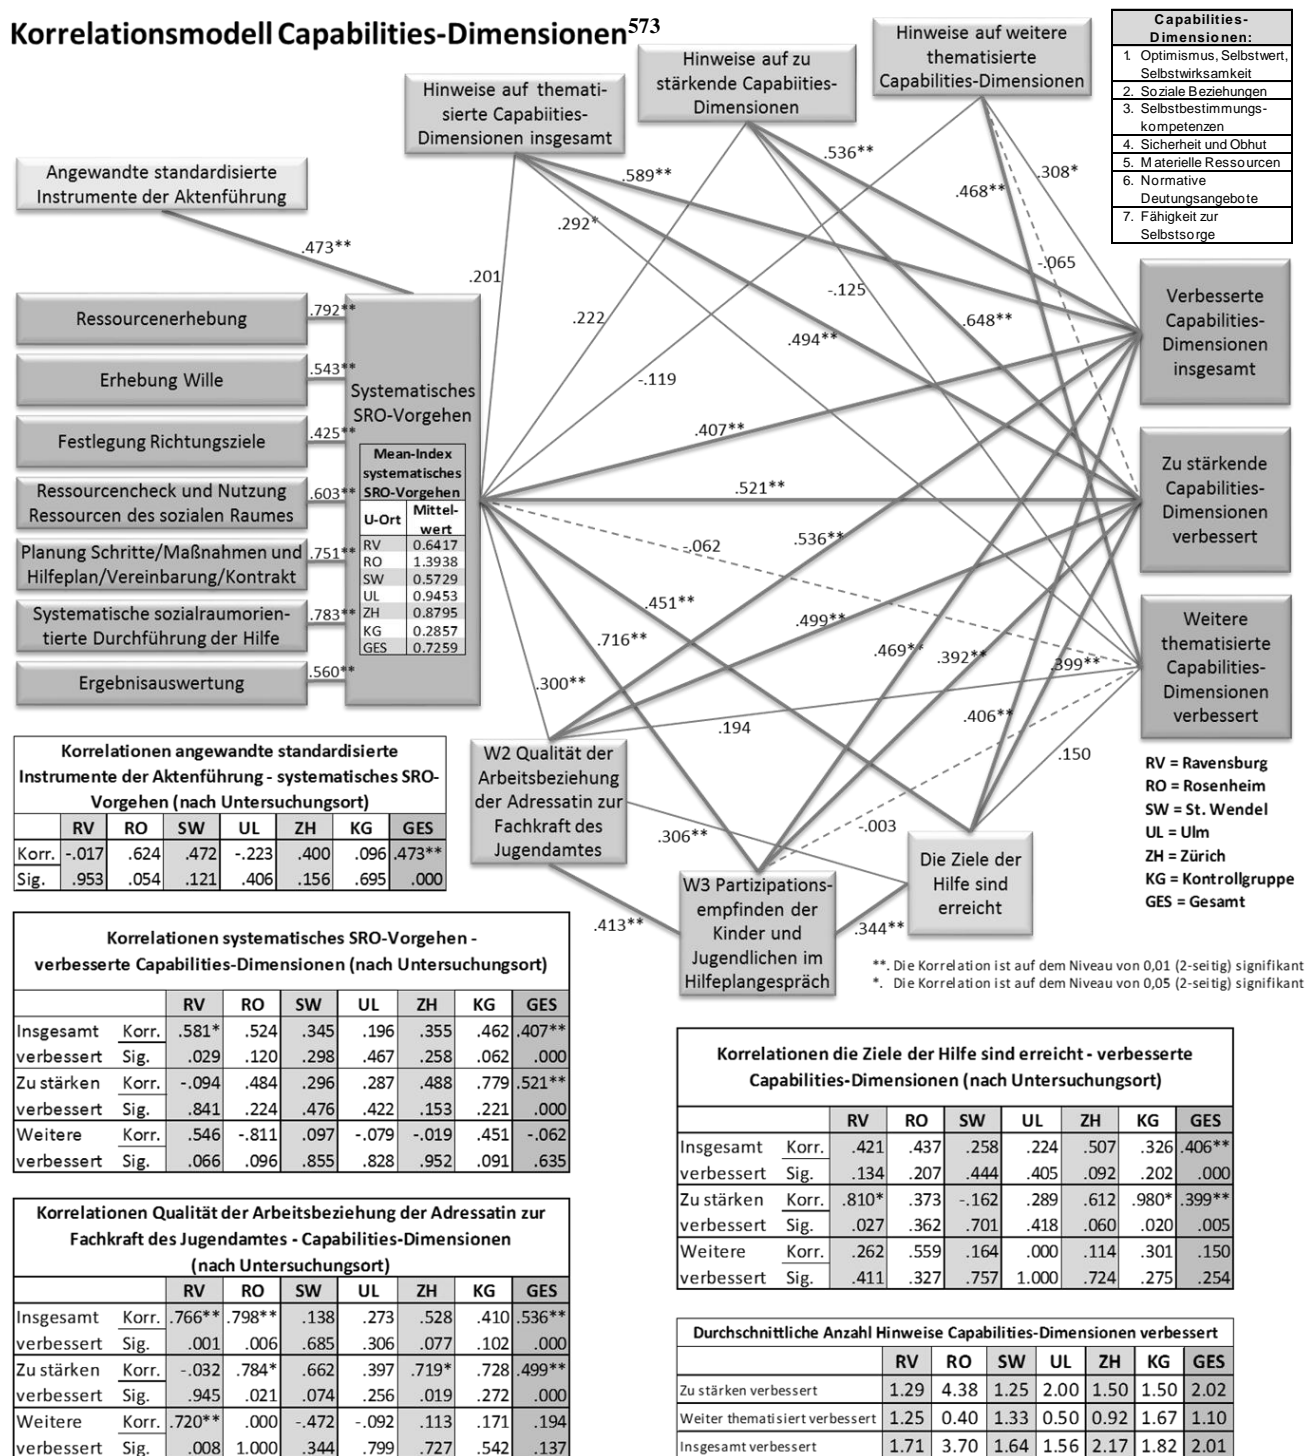 Korrelationsmodell Capabilities-Dimensionen573
Hinweise auf themati-
sierte Capabiities-
Dimensionen insgesamt
Hinweise auf zu
stärkende Capabiities-
Dimensionen
Hinweise auf weitere
thematisierte
Capabilities-Dimensionen
Capabilities-
Dimensionen:
1. Optimismus, Selbstwert,
Selbstwirksamkeit
2. Soziale Beziehungen
3. Selbstbestimmungs-
kompetenzen
4. Sicherheit und Obhut
5. Materielle Ressourcen
6. Normative
Deutungsangebote
7. Fähigkeit zur
Selbstsorge
Angewandte standardisierte
Instrumente der Aktenführung
.473**
.201
.292*
.589**
.536**
.468**
.308*
-.065
-.125
.222
.648**
.494**
-.119
.407**
.521**
-.062
.536**
.451**
.499**
.716**
.469**
.392**
.399**
.300**
.406**
.194
.150
.306**
-.003
.413**
.344**
Ressourcenerhebung
.792**
Erhebung Wille
.543**
Festlegung Richtungsziele
.425**
Ressourcencheck und Nutzung
Ressourcen des sozialen Raumes
.603**
Planung Schritte/Maßnahmen und
Hilfeplan/Vereinbarung/Kontrakt
.751**
Systematische sozialraumorien-
tierte Durchführung der Hilfe
.783**
Ergebnisauswertung
.560**
Systematisches
SRO-Vorgehen
Mean-Index
systematisches
SRO-Vorgehen
U-Ort Mittel-
wert
RV 0.6417
RO 1.3938
SW 0.5729
UL 0.9453
ZH 0.8795
KG 0.2857
GES 0.7259
Verbesserte
Capabilities-
Dimensionen
insgesamt
Zu stärkende
Capabilities-
Dimensionen
verbessert
Weitere
thematisierte
Capabilities-
Dimensionen
verbessert
W2 Qualität der
Arbeitsbeziehung
der Adressatin zur
Fachkraft des
Jugendamtes
W3 Partizipations-
empfinden der
Kinder und
Jugendlichen im
Hilfeplangespräch
Die Ziele der
Hilfe sind
erreicht
RV = Ravensburg
RO = Rosenheim
SW = St. Wendel
UL = Ulm
ZH = Zürich
KG = Kontrollgruppe
GES = Gesamt
**. Die Korrelation ist auf dem Niveau von 0,01 (2-seitig) signifikant
*. Die Korrelation ist auf dem Niveau von 0,05 (2-seitig) signifikant
Korrelationen angewandte standardisierte
Instrumente der Aktenführung - systematisches SRO-
Vorgehen (nach Untersuchungsort)
RV RO SW UL ZH KG GES
Korr. -.017 .624 .472 -.223 .400 .096 .473**
Sig. .953 .054 .121 .406 .156 .695 .000
Korrelationen systematisches SRO-Vorgehen -
verbesserte Capabilities-Dimensionen (nach Untersuchungsort)
RV RO SW UL ZH KG GES
Insgesamt Korr. .581* .524 .345 .196 .355 .462 .407**
verbessert Sig. .029 .120 .298 .467 .258 .062 .000
Zu stärken Korr. -.094 .484 .296 .287 .488 .779 .521**
verbessert Sig. .841 .224 .476 .422 .153 .221 .000
Weitere Korr. .546 -.811 .097 -.079 -.019 .451 -.062
verbessert Sig. .066 .096 .855 .828 .952 .091 .635
Korrelationen Qualität der Arbeitsbeziehung der Adressatin zur
Fachkraft des Jugendamtes - Capabilities-Dimensionen
(nach Untersuchungsort)
RV RO SW UL ZH KG GES
Insgesamt Korr. .766** .798** .138 .273 .528 .410 .536**
verbessert Sig. .001 .006 .685 .306 .077 .102 .000
Zu stärken Korr. -.032 .784* .662 .397 .719* .728 .499**
verbessert Sig. .945 .021 .074 .256 .019 .272 .000
Weitere Korr. .720** .000 -.472 -.092 .113 .171 .194
verbessert Sig. .008 1.000 .344 .799 .727 .542 .137
Korrelationen die Ziele der Hilfe sind erreicht - verbesserte
Capabilities-Dimensionen (nach Untersuchungsort)
RV RO SW UL ZH KG GES
Insgesamt Korr. .421 .437 .258 .224 .507 .326 .406**
verbessert Sig. .134 .207 .444 .405 .092 .202 .000
Zu stärken Korr. .810* .373 -.162 .289 .612 .980* .399**
verbessert Sig. .027 .362 .701 .418 .060 .020 .005
Weitere Korr. .262 .559 .164 .000 .114 .301 .150
verbessert Sig. .411 .327 .757 1.000 .724 .275 .254
Durchschnittliche Anzahl Hinweise Capabilities-Dimensionen verbessert
RV RO SW UL ZH KG GES
Zu stärken verbessert 1.29 4.38 1.25 2.00 1.50 1.50 2.02
Weiter thematisiert verbessert 1.25 0.40 1.33 0.50 0.92 1.67 1.10
Insgesamt verbessert 1.71 3.70 1.64 1.56 2.17 1.82 2.01